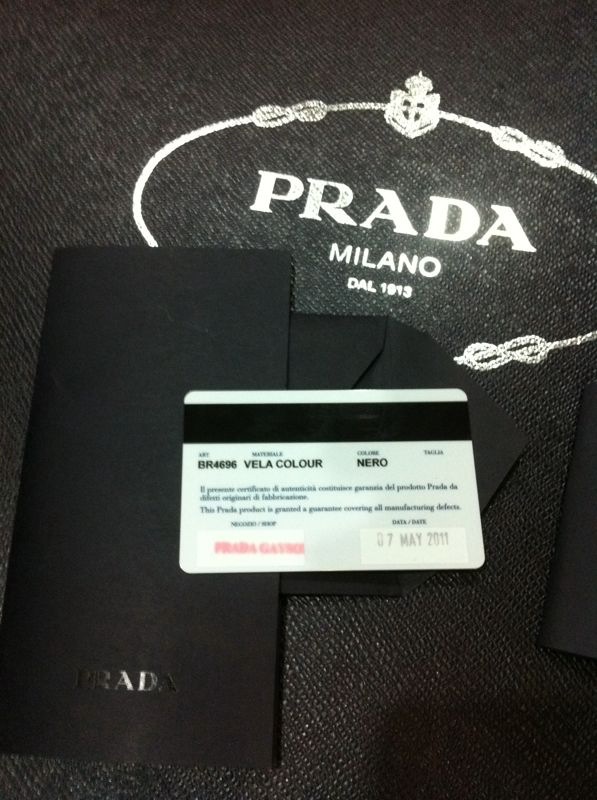 PRADA
MILANO
DAL 1913
ART MATERIALE COLORE TAGLIA
BR4696 VELA COLOUR NERO
Il presente certificato di autenticità costituisce garanzia del prodotto Prada da
difetti originari di fabbricazione.
This Prada product is granted a guarantee covering all manufacturing defects.
NEGOZIO / SHOP DATA / DATE
PRADA 07 MAY 2011
PRADA